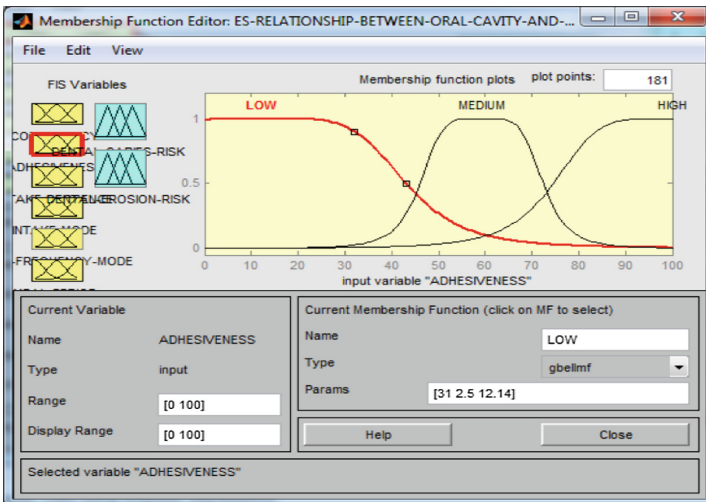 Membership Function Editor: ES-RELATIONSHIP-BETWEEN-ORAL-CAVITY-AND-...
File Edit View
FIS Variables
Membership function plots plot points: 181
LOW MEDIUM HIGH
1
0.5
0
0 10 20 30 40 50 60 70 80 90 100
input variable "ADHESIVENESS"
-RISK
EROSION-RISK
-MODE
Y-MODE
Current Variable
Name ADHESIVENESS
Type input
Range [0 100]
Display Range [0 100]
Current Membership Function (click on MF to select)
Name LOW
Type gbellmf
Params [31 2.5 12.14]
Help Close
Selected variable "ADHESIVENESS"